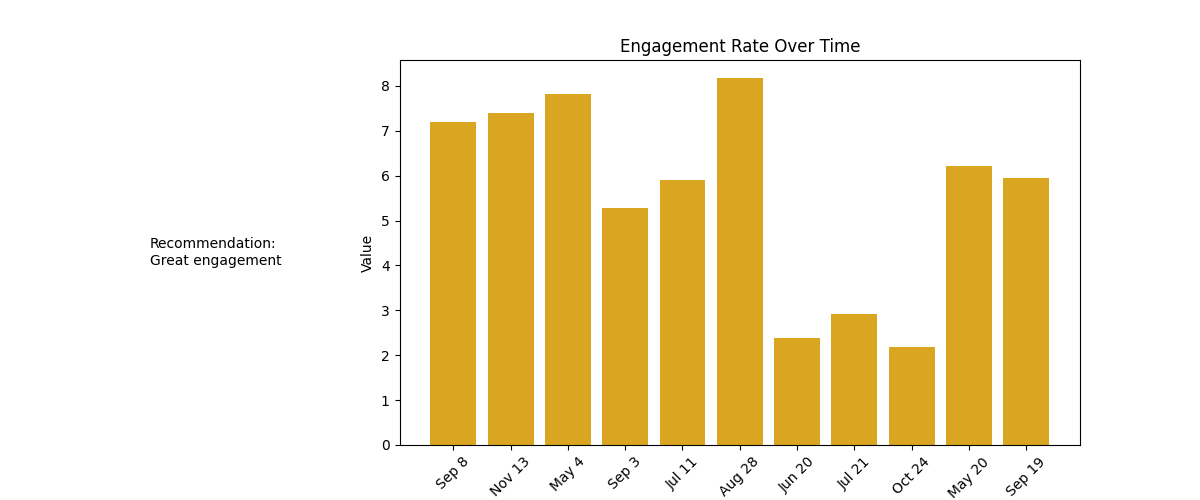 Engagement Rate Over Time
Recommendation:
Great engagement
Value
8
7
6
5
4
3
2
1
0
Sep 8
Nov 13
May 4
Sep 3
Jul 11
Aug 28
Jun 20
Jul 21
Oct 24
May 20
Sep 19